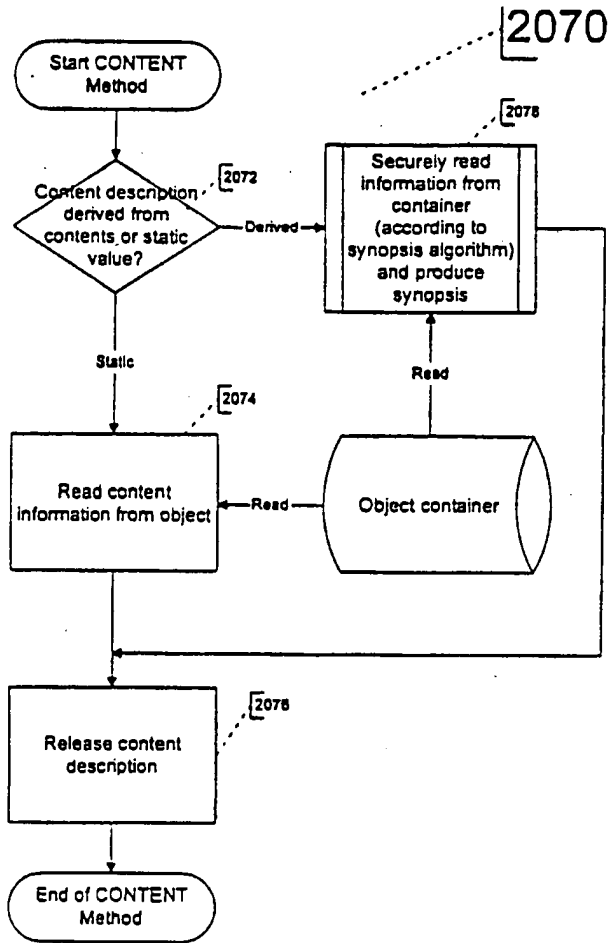 2070
Start CONTENT
Method
2078
Securely read
information from
container
(according to
synopsis algorithm)
and produce
synopsis
2072
Content description
derived from
contents or static
value?
Derived
Static
Read
2074
Read content
information from object
Read
Object container
2076
Release content
description
End of CONTENT
Method